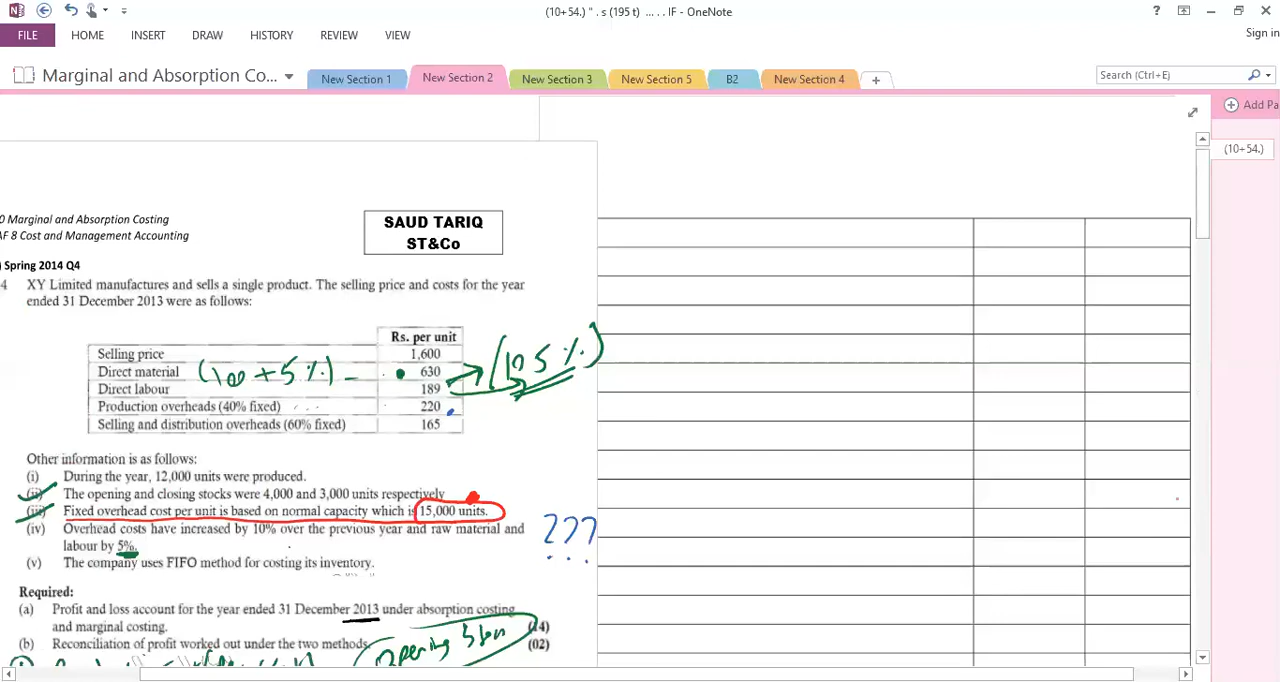 (10+54.) " . s (195 t) ... . . IF - OneNote
?
Sign in
FILE HOME INSERT DRAW HISTORY REVIEW VIEW
Marginal and Absorption Co...
New Section 1 New Section 2 New Section 3 New Section 5 B2 New Section 4 +
Search (Ctrl+E)
Add Pa
(10+54.)
0 Marginal and Absorption Costing
AF 8 Cost and Management Accounting
SAUD TARIQ
ST&Co
) Spring 2014 Q4
4 XY Limited manufactures and sells a single product. The selling price and costs for the year
ended 31 December 2013 were as follows:
Rs. per unit
Selling price 1,600
Direct material (100 + 5%) 630 (105%)
Direct labour 189
Production overheads (40% fixed) 220
Selling and distribution overheads (60% fixed) 165
Other information is as follows:
(i) During the year, 12,000 units were produced.
(ii) The opening and closing stocks were 4,000 and 3,000 units respectively
(iii) Fixed overhead cost per unit is based on normal capacity which is 15,000 units.
(iv) Overhead costs have increased by 10% over the previous year and raw material and
labour by 5%.
???
(v) The company uses FIFO method for costing its inventory.
Required:
(a) Profit and loss account for the year ended 31 December 2013 under absorption costing
and marginal costing. (14)
(b) Reconciliation of profit worked out under the two methods. (02)
Opening